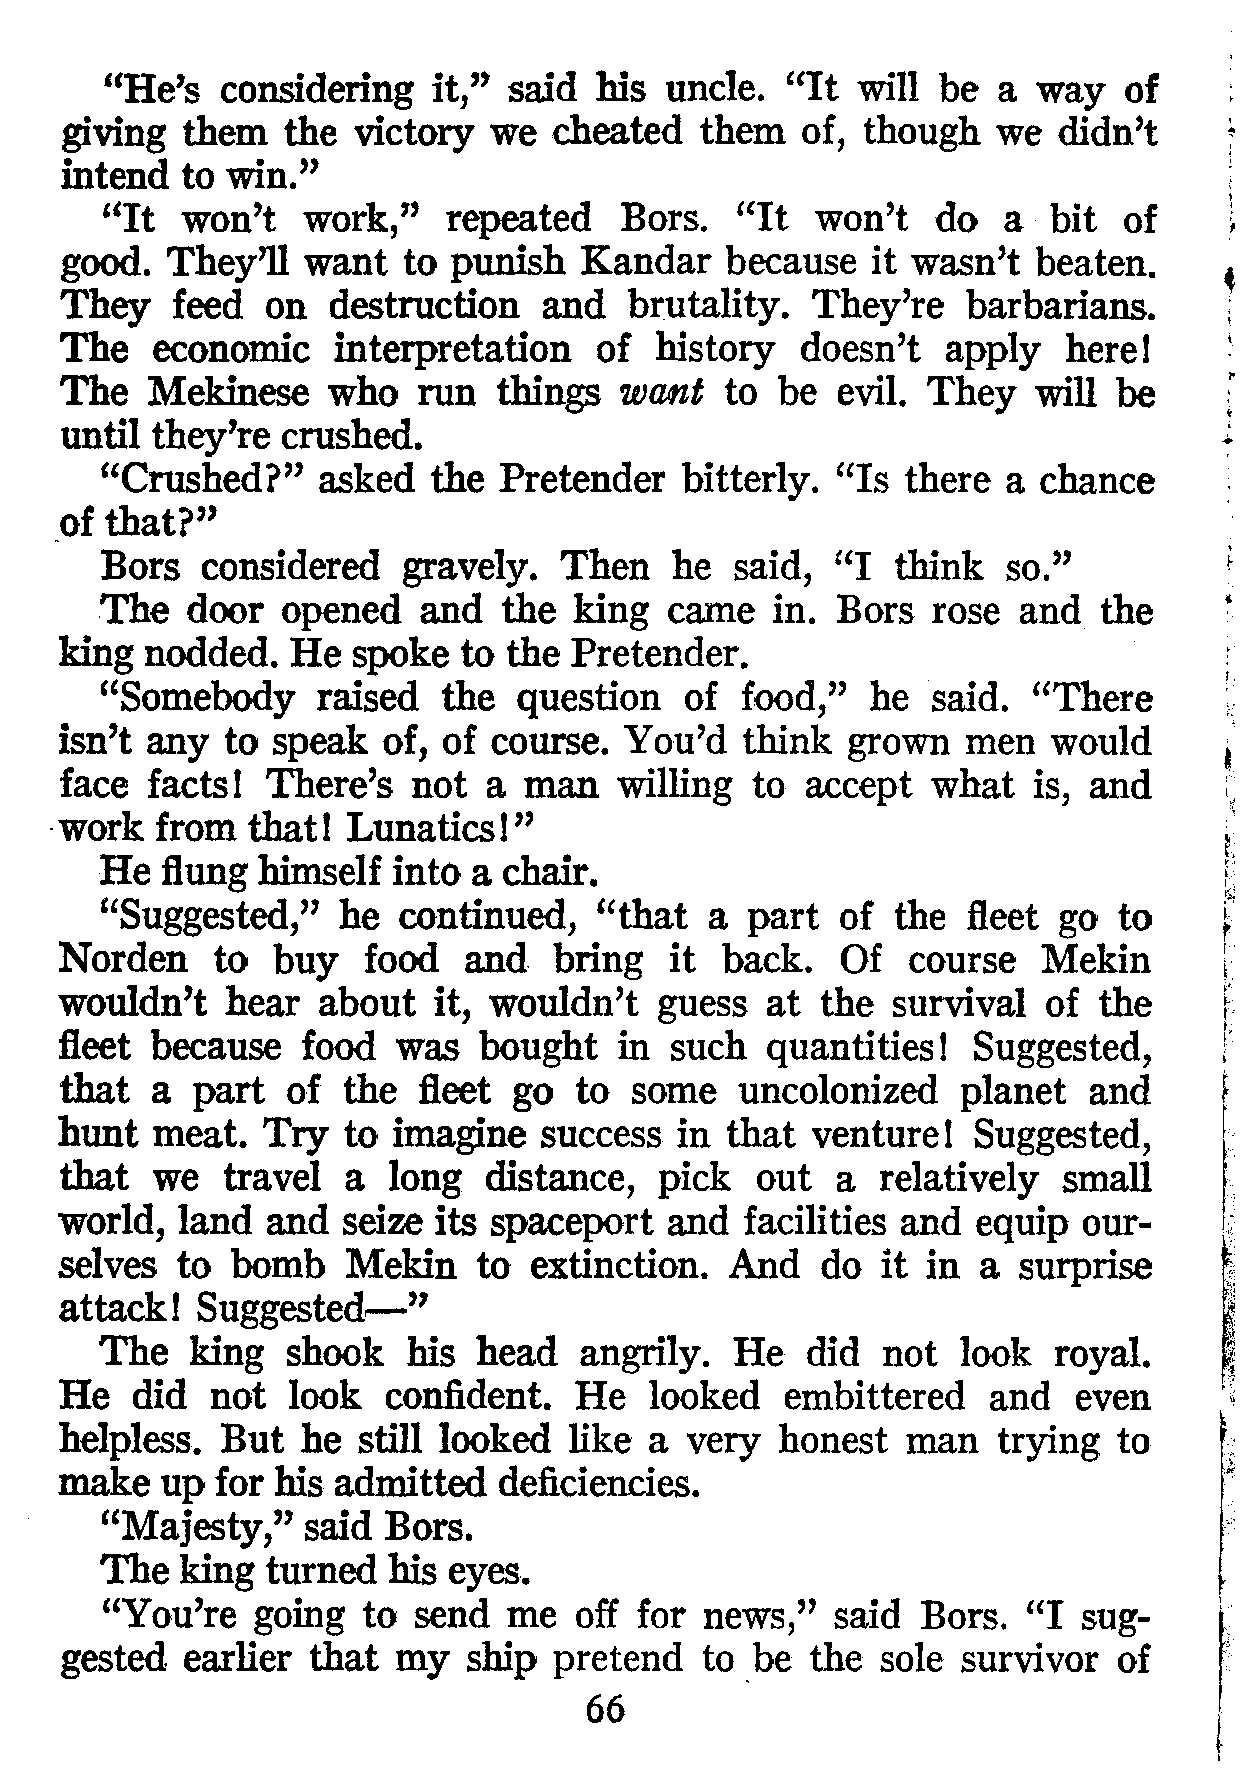 “He’s considering it,” said his uncle. “It will be a way of
giving them the victory we cheated them of, though we didn’t
intend to win.”
“It won’t work,” repeated Bors. “It won’t do a bit of
good. They’ll want to punish Kandar because it wasn’t beaten.
They feed on destruction and brutality. They’re barbarians.
The economic interpretation of history doesn’t apply here!
The Mekinese who run things want to be evil. They will be
until they’re crushed.
“Crushed?” asked the Pretender bitterly. “Is there a chance
of that?”
Bors considered gravely. Then he said, “I think so.”
The door opened and the king came in. Bors rose and the
king nodded. He spoke to the Pretender.
“Somebody raised the question of food,” he said. “There
isn’t any to speak of, of course. You’d think grown men would
face facts! There’s not a man willing to accept what is, and
work from that! Lunatics!”
He flung himself into a chair.
“Suggested,” he continued, “that a part of the fleet go to
Norden to buy food and bring it back. Of course Mekin
wouldn’t hear about it, wouldn’t guess at the survival of the
fleet because food was bought in such quantities! Suggested,
that a part of the fleet go to some uncolonized planet and
hunt meat. Try to imagine success in that venture! Suggested,
that we travel a long distance, pick out a relatively small
world, land and seize its spaceport and facilities and equip our-
selves to bomb Mekin to extinction. And do it in a surprise
attack! Suggested—”
The king shook his head angrily. He did not look royal.
He did not look confident. He looked embittered and even
helpless. But he still looked like a very honest man trying to
make up for his admitted deficiencies.
“Majesty,” said Bors.
The king turned his eyes.
“You’re going to send me off for news,” said Bors. “I sug-
gested earlier that my ship pretend to be the sole survivor of
66